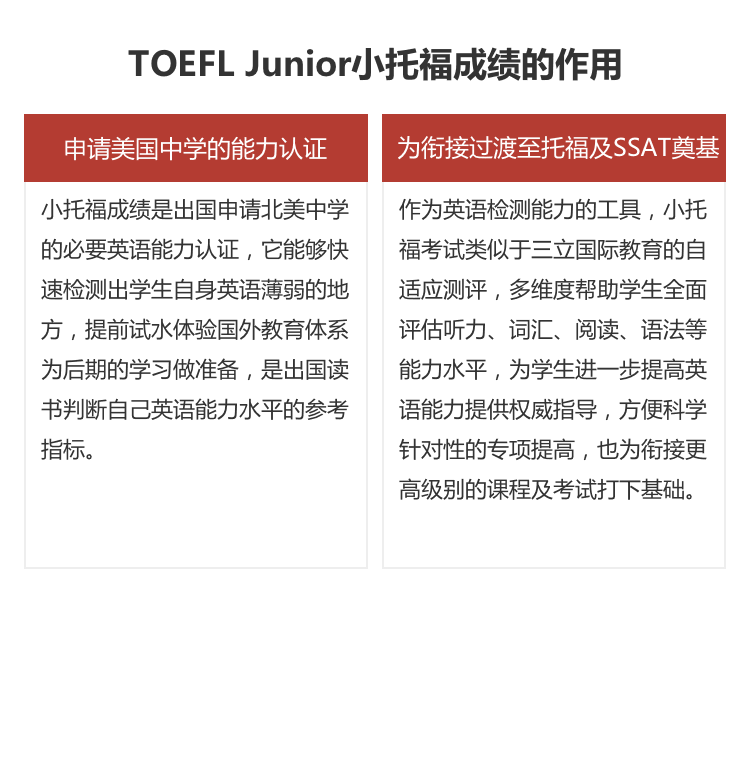 TOEFL Junior小托福成绩的作用
申请美国中学的能力认证
小托福成绩是出国申请北美中学
的必要英语能力认证，它能够快
速检测出学生自身英语薄弱的地
方，提前试水体验国外教育体系
为后期的学习做准备，是出国读
书判断自己英语能力水平的参考
指标。
为衔接过渡至托福及SSAT奠基
作为英语检测能力的工具，小托
福考试类似于三立国际教育的自
适应测评，多维度帮助学生全面
评估听力、词汇、阅读、语法等
能力水平，为学生进一步提高英
语能力提供权威指导，方便科学
针对性的专项提高，也为衔接更
高级别的课程及考试打下基础。